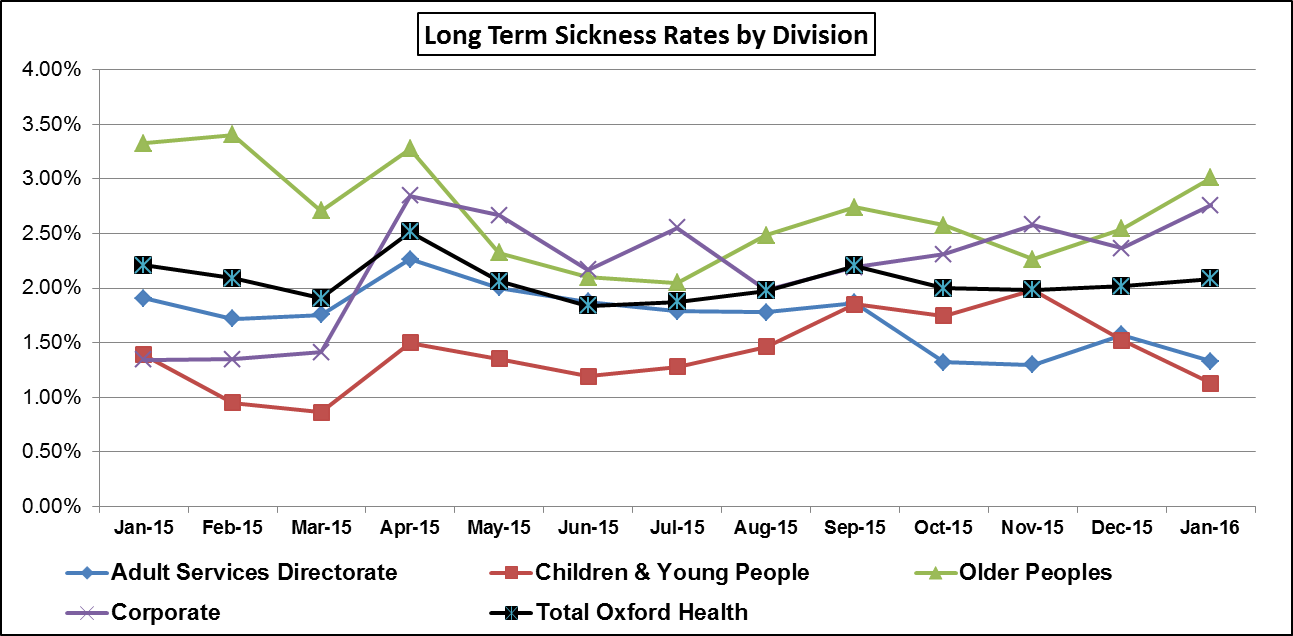 Long Term Sickness Rates by Division
4.00%
3.50%
3.00%
2.50%
2.00%
1.50%
1.00%
0.50%
0.00%
Jan-15 Feb-15 Mar-15 Apr-15 May-15 Jun-15 Jul-15 Aug-15 Sep-15 Oct-15 Nov-15 Dec-15 Jan-16
Adult Services Directorate Children & Young People Older Peoples
Corporate Total Oxford Health